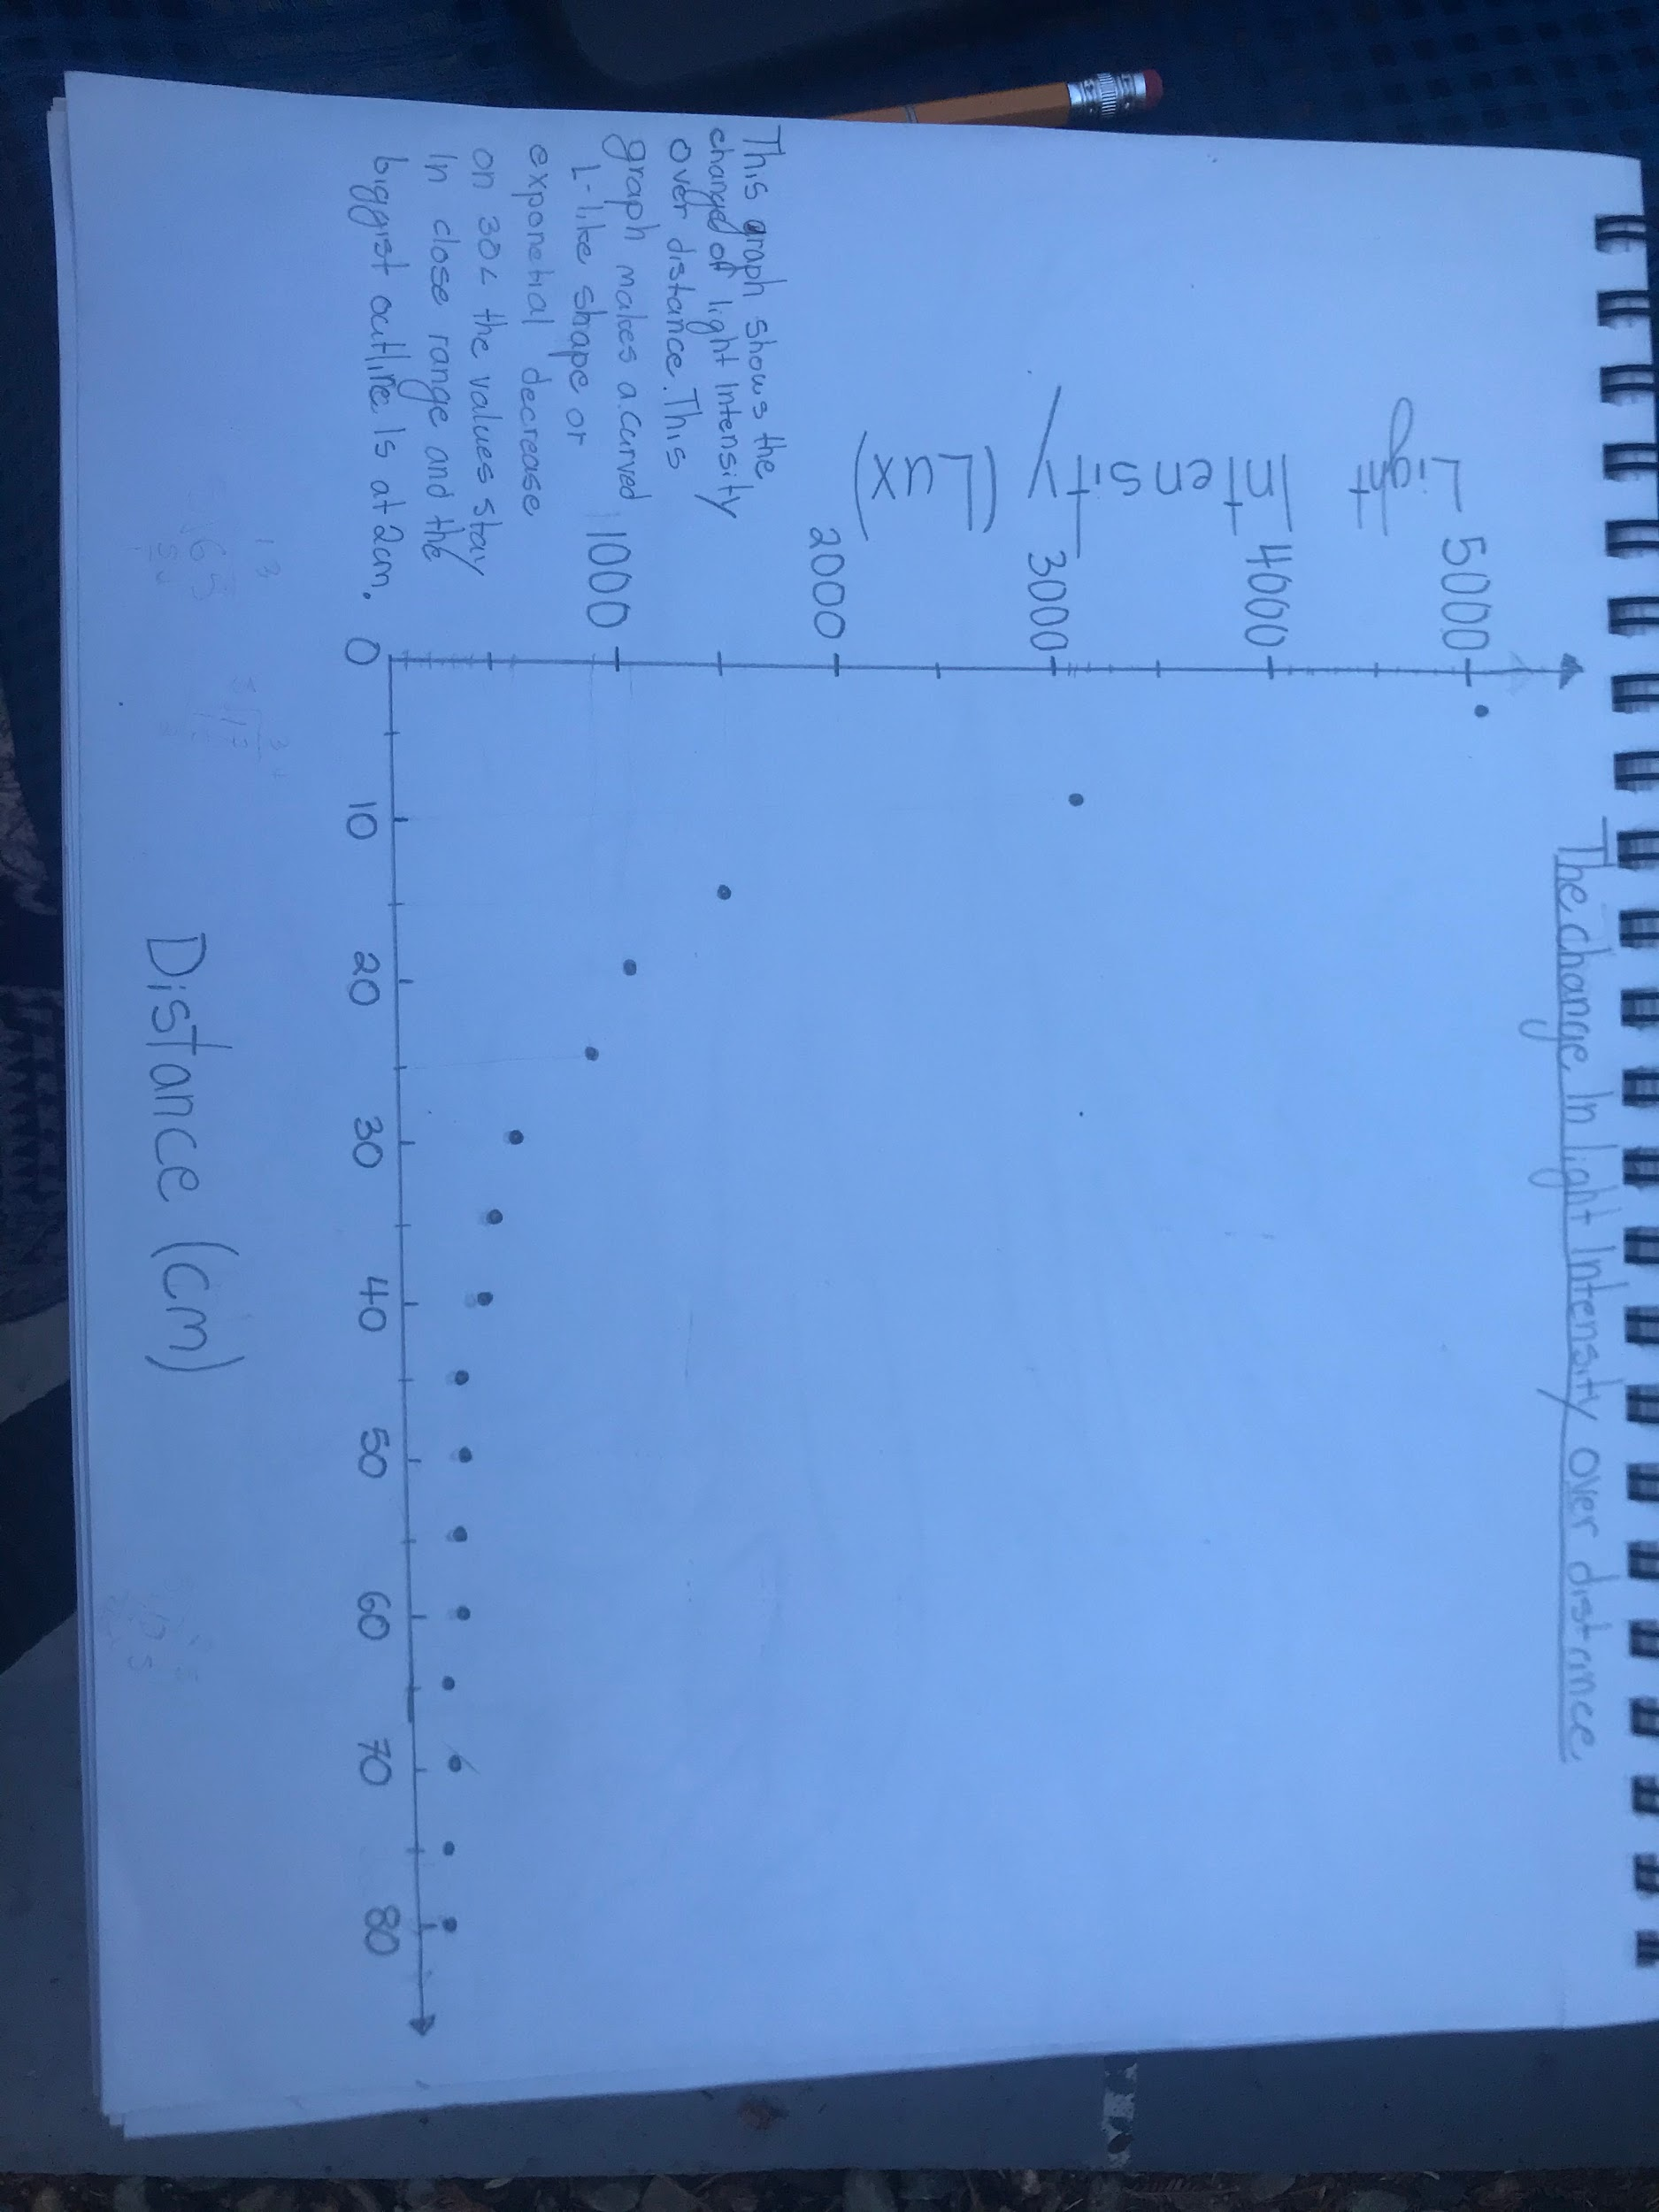 The change In light Intensity over distance
Light
Intensity
(Lux)
5000
4000
3000
2000
1000
0
10
20
30
40
50
60
70
80
Distance (cm)
This graph shows the
change of light Intensity
over distance. This
graph makes a curved
L-like shape or
exponetial decrease
on 30< the values stay
In close range and the
biggist outline Is at 2cm.